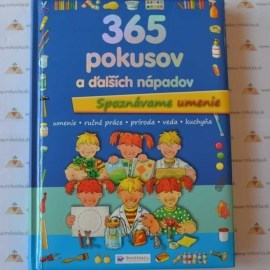 365
pokusov
a ďalších nápadov
Spoznávame umenie
umenie • ručné práce • príroda • veda • kuchyňa